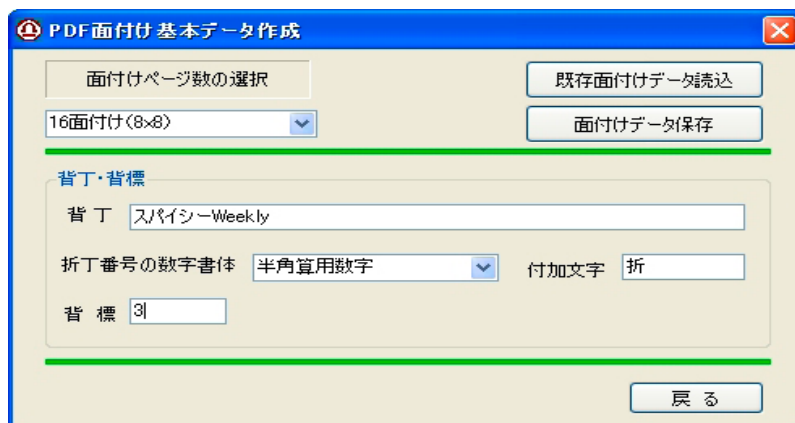 PDF面付け基本データ作成
面付けページ数の選択
既存面付けデータ読込
16面付け(8×8)
面付けデータ保存
背丁・背標
背 丁 スパイシーWeekly
折丁番号の数字書体 半角算用数字 付加文字 折
背 標 3
戻 る